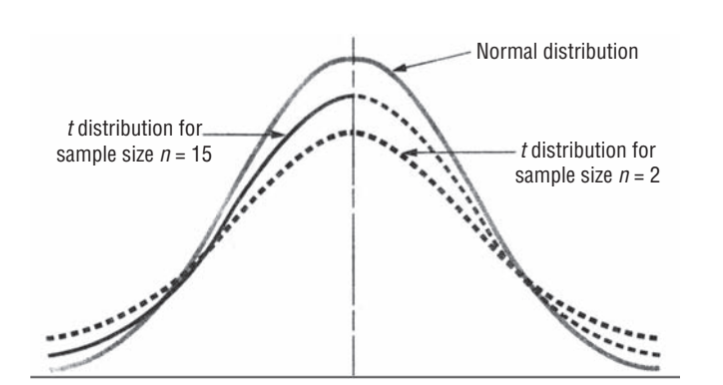 Normal distribution
t distribution for
sample size n = 15
t distribution for
sample size n = 2